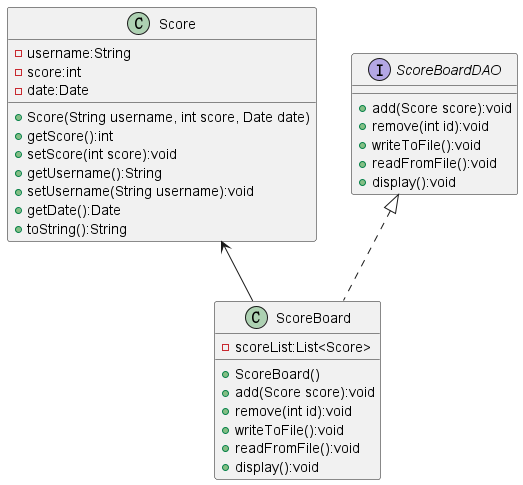 C Score
username:String
score:int
date:Date
Score(String username, int score, Date date)
getScore():int
setScore(int score):void
getUsername():String
setUsername(String username):void
getDate():Date
toString():String
I ScoreBoardDAO
add(Score score):void
remove(int id):void
writeToFile():void
readFromFile():void
display():void
C ScoreBoard
scoreList:List<Score>
ScoreBoard()
add(Score score):void
remove(int id):void
writeToFile():void
readFromFile():void
display():void